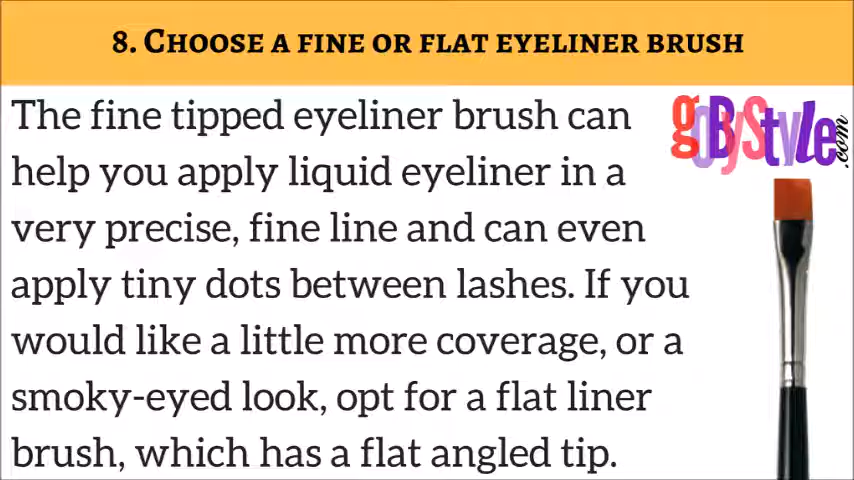 8. Choose a fine or flat eyeliner brush
The fine tipped eyeliner brush can
help you apply liquid eyeliner in a
very precise, fine line and can even
apply tiny dots between lashes. If you
would like a little more coverage, or a
smoky-eyed look, opt for a flat liner
brush, which has a flat angled tip.
goBystyle.com